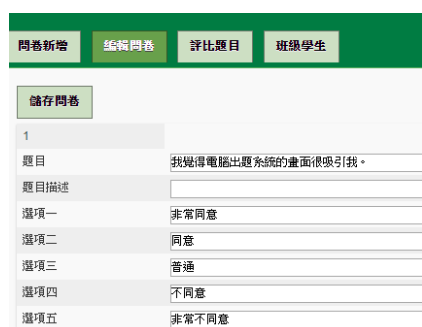 問卷新增 編輯問卷 評比題目 班級學生
儲存問卷
1
題目 我覺得電腦出題系統的畫面很吸引我。
題目描述
選項一 非常同意
選項二 同意
選項三 普通
選項四 不同意
選項五 非常不同意